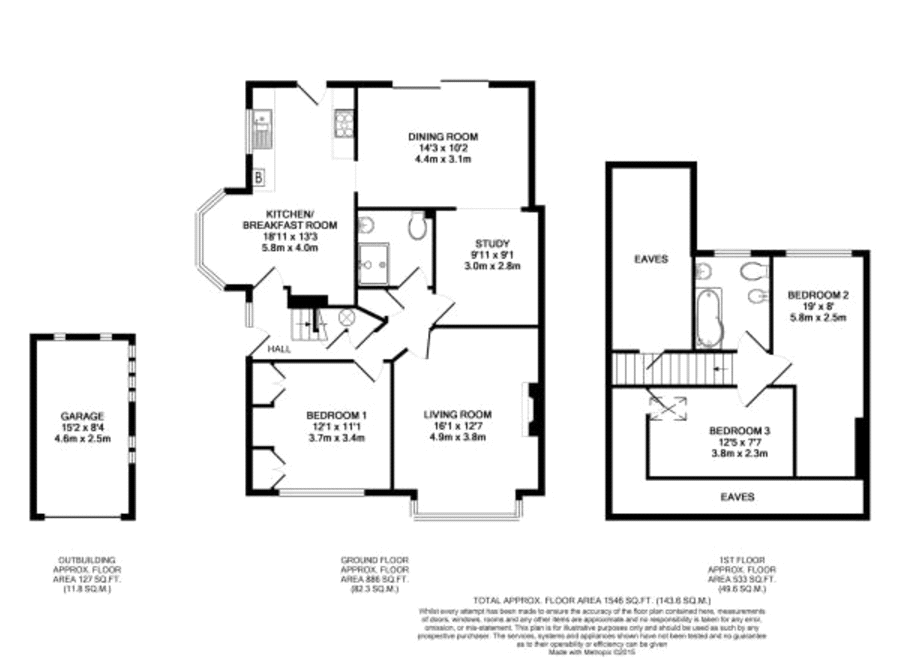 DINING ROOM
14'3 x 10'2
4.4m x 3.1m
B
KITCHEN/
BREAKFAST ROOM
18'11 x 13'3
5.8m x 4.0m
STUDY
9'11 x 9'1
3.0m x 2.8m
HALL
BEDROOM 1
12'1 x 11'1
3.7m x 3.4m
LIVING ROOM
16'1 x 12'7
4.9m x 3.8m
GARAGE
15'2 x 8'4
4.6m x 2.5m
EAVES
BEDROOM 2
19' x 8'
5.8m x 2.5m
BEDROOM 3
12'5 x 7'7
3.8m x 2.3m
EAVES
OUTBUILDING
APPROX. FLOOR
AREA 127 SQ.FT.
(11.8 SQ.M.)
GROUND FLOOR
APPROX. FLOOR
AREA 886 SQ.FT.
(82.3 SQ.M.)
1ST FLOOR
APPROX. FLOOR
AREA 533 SQ.FT.
(49.6 SQ.M.)
TOTAL APPROX. FLOOR AREA 1546 SQ.FT. (143.6 SQ.M.)
Whilst every attempt has been made to ensure the accuracy of the floor plan contained here, measurements
of doors, windows, rooms and any other items are approximate and no responsibility is taken for any error,
omission, or mis-statement. This plan is for illustrative purposes only and should be used as such by any
prospective purchaser. The services, systems and appliances shown have not been tested and no guarantee
as to their operability or efficiency can be given
Made with Metropix ©2015